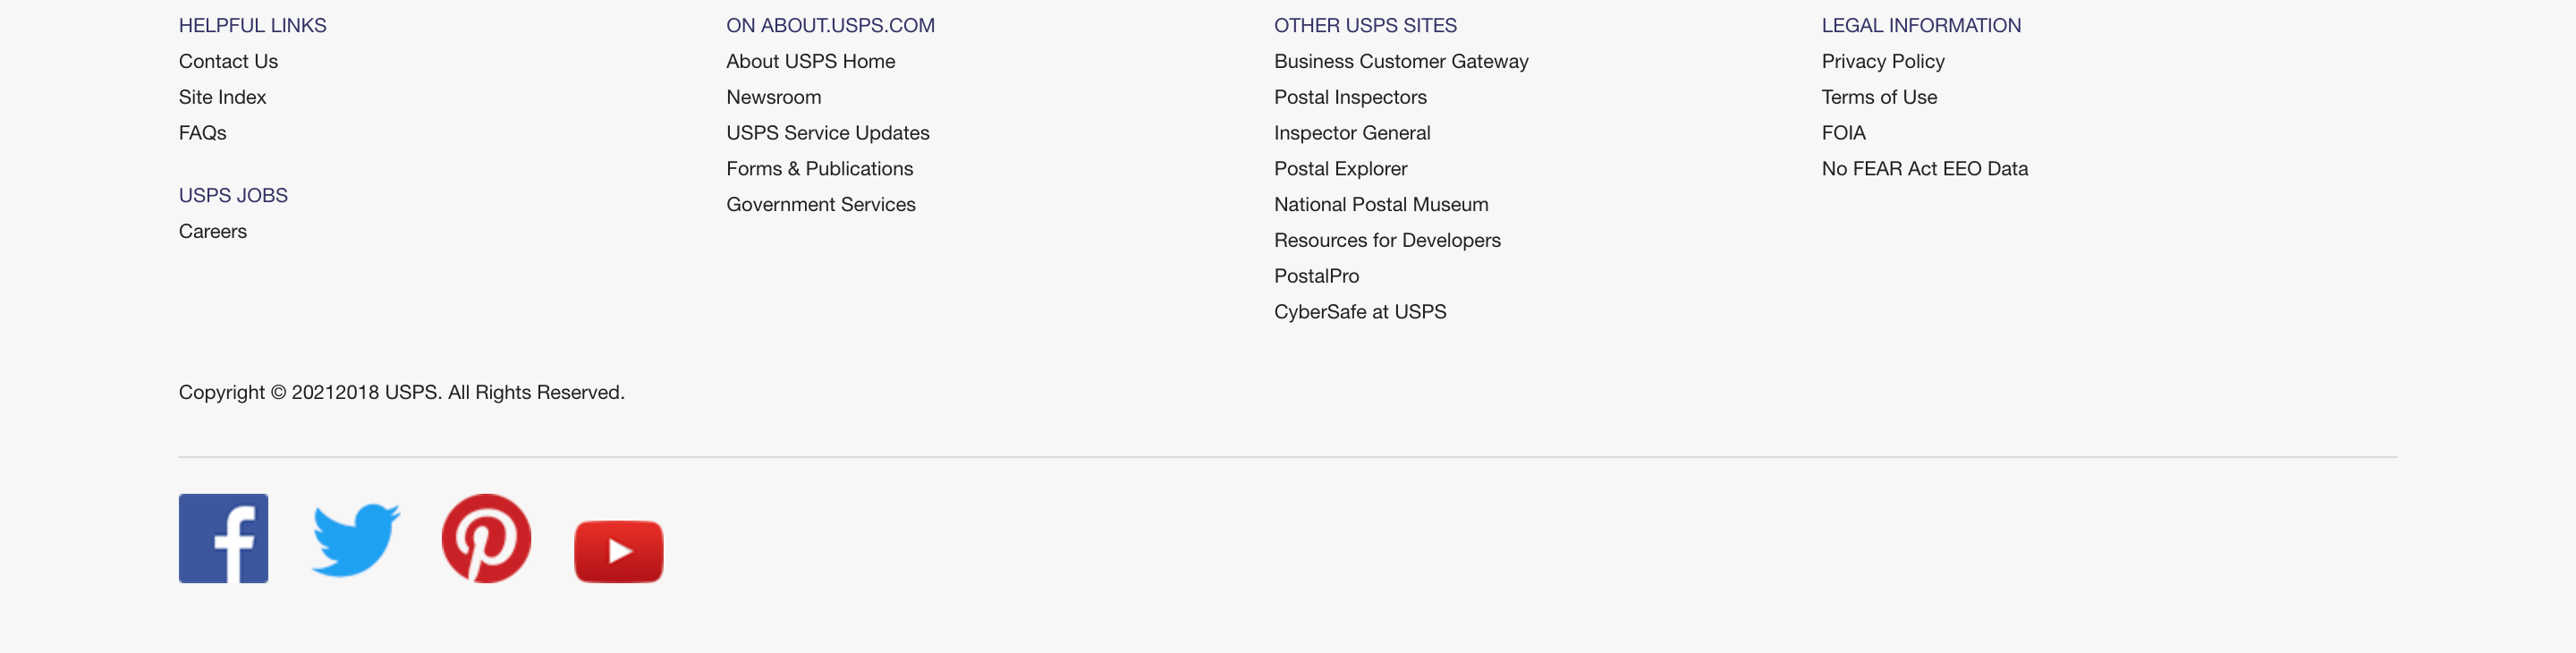 HELPFUL LINKS
Contact Us
Site Index
FAQs
USPS JOBS
Careers
ON ABOUT.USPS.COM
About USPS Home
Newsroom
USPS Service Updates
Forms & Publications
Government Services
OTHER USPS SITES
Business Customer Gateway
Postal Inspectors
Inspector General
Postal Explorer
National Postal Museum
Resources for Developers
PostalPro
CyberSafe at USPS
LEGAL INFORMATION
Privacy Policy
Terms of Use
FOIA
No FEAR Act EEO Data
Copyright © 20212018 USPS. All Rights Reserved.